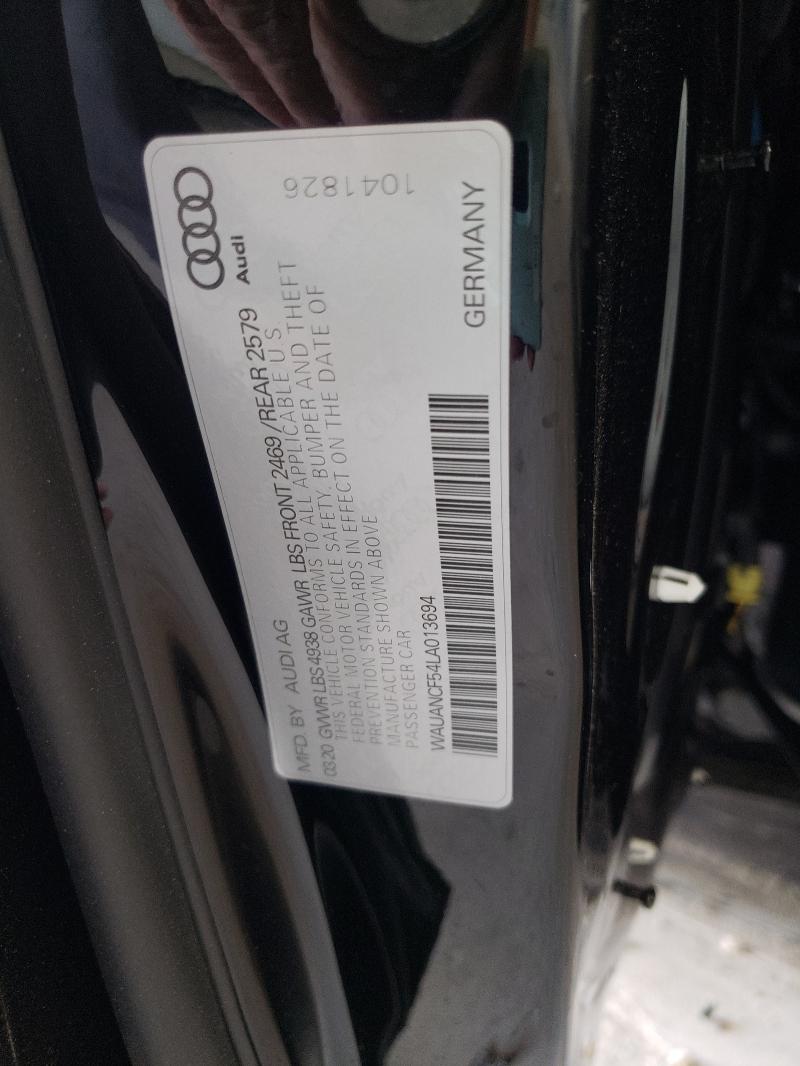 MFD. BY AUDI AG
Audi
0320 GVWR LBS 4938 GAWR LBS FRONT 2469 / REAR 2579
THIS VEHICLE CONFORMS TO ALL APPLICABLE U S
FEDERAL MOTOR VEHICLE SAFETY, BUMPER AND THEFT
PREVENTION STANDARDS IN EFFECT ON THE DATE OF
MANUFACTURE SHOWN ABOVE
PASSENGER CAR
1041826
WAUANCF54LA013694
GERMANY